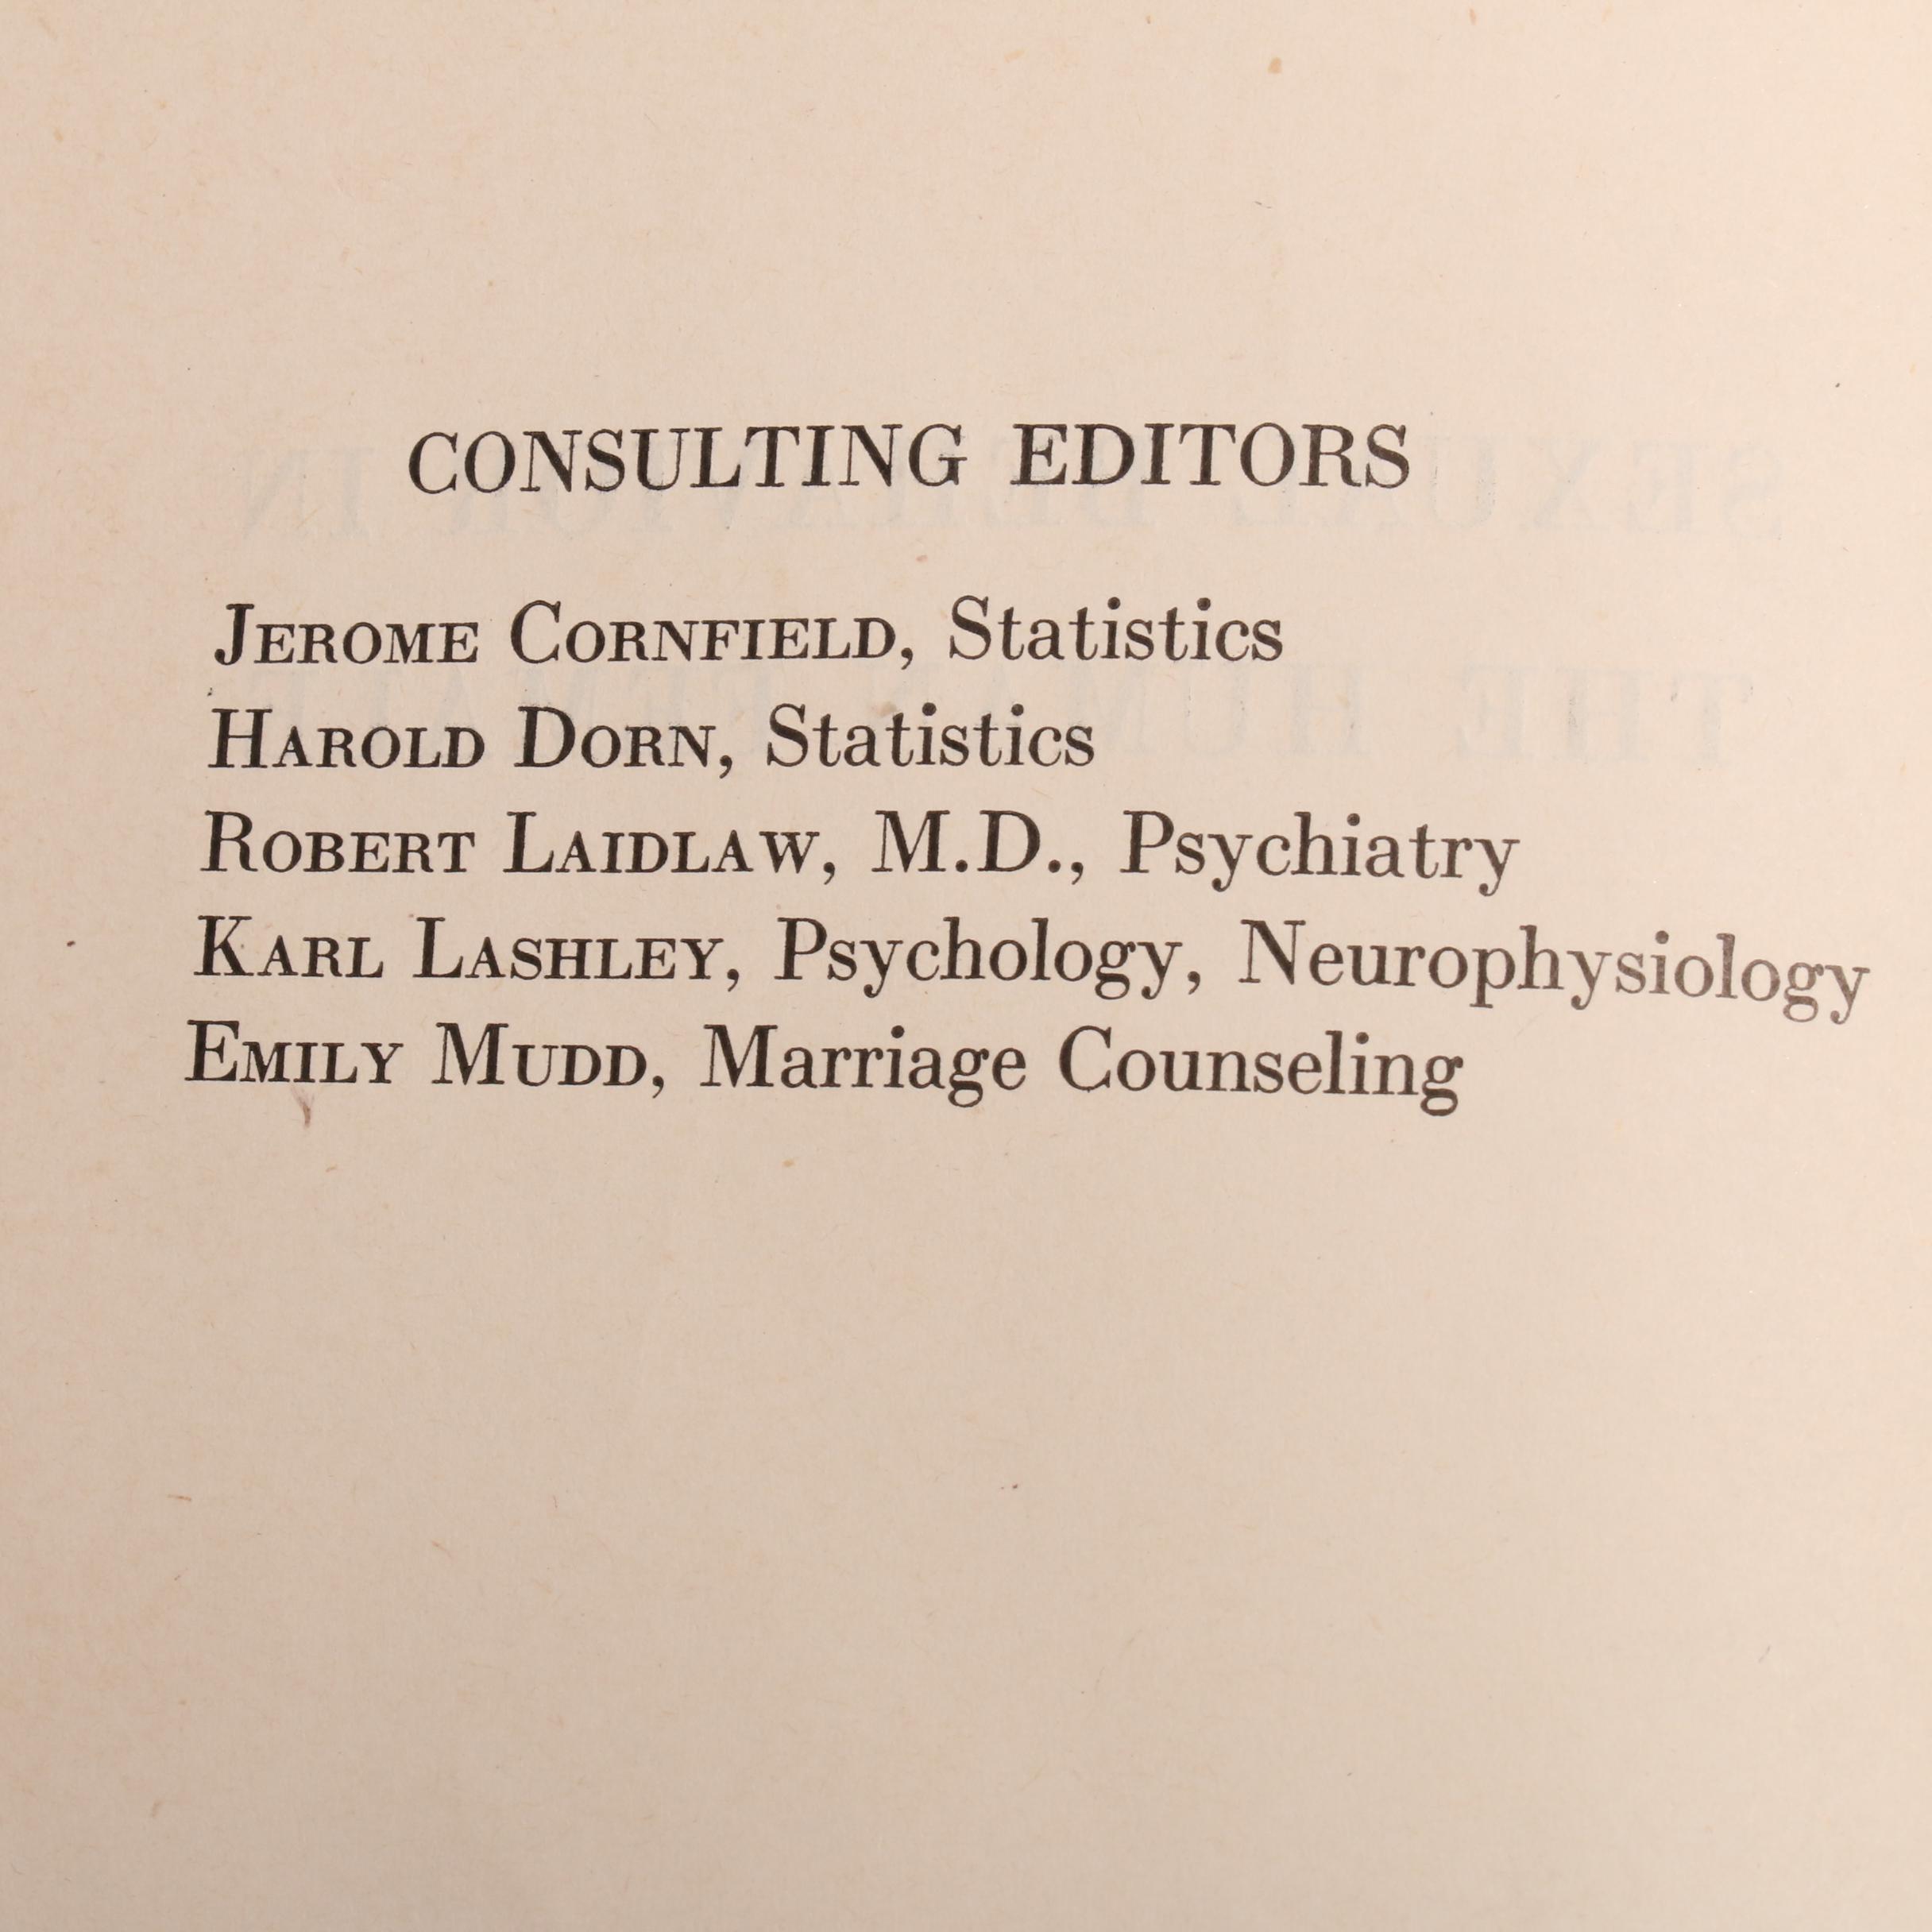 CONSULTING EDITORS
JEROME CORNFIELD, Statistics
HAROLD DORN, Statistics
ROBERT LAIDLAW, M.D., Psychiatry
KARL LASHLEY, Psychology, Neurophysiology
EMILY MUDD, Marriage Counseling